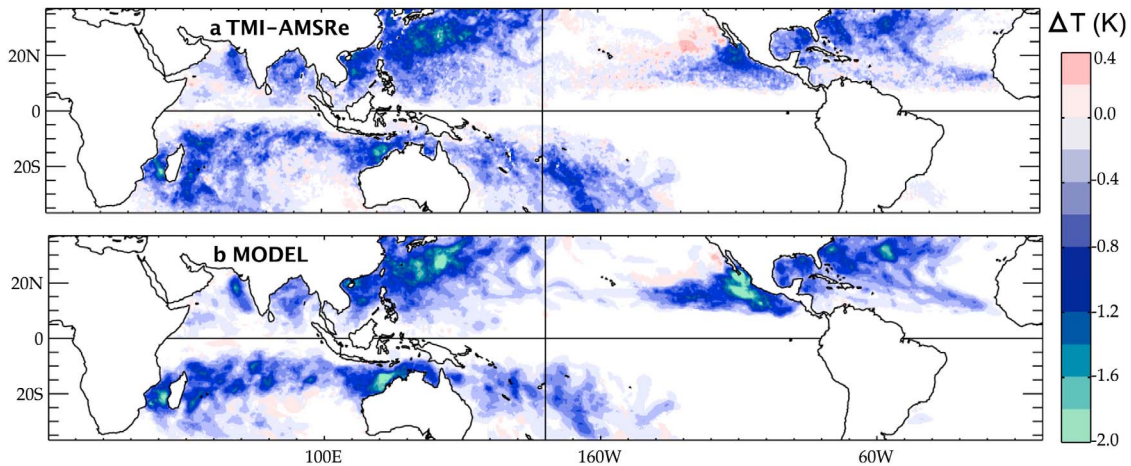 a TMI-AMSRe
ΔT (K)
20N
0
20S
0.4
0.0
-0.4
-0.8
-1.2
-1.6
-2.0
b MODEL
20N
0
20S
100E
160W
60W